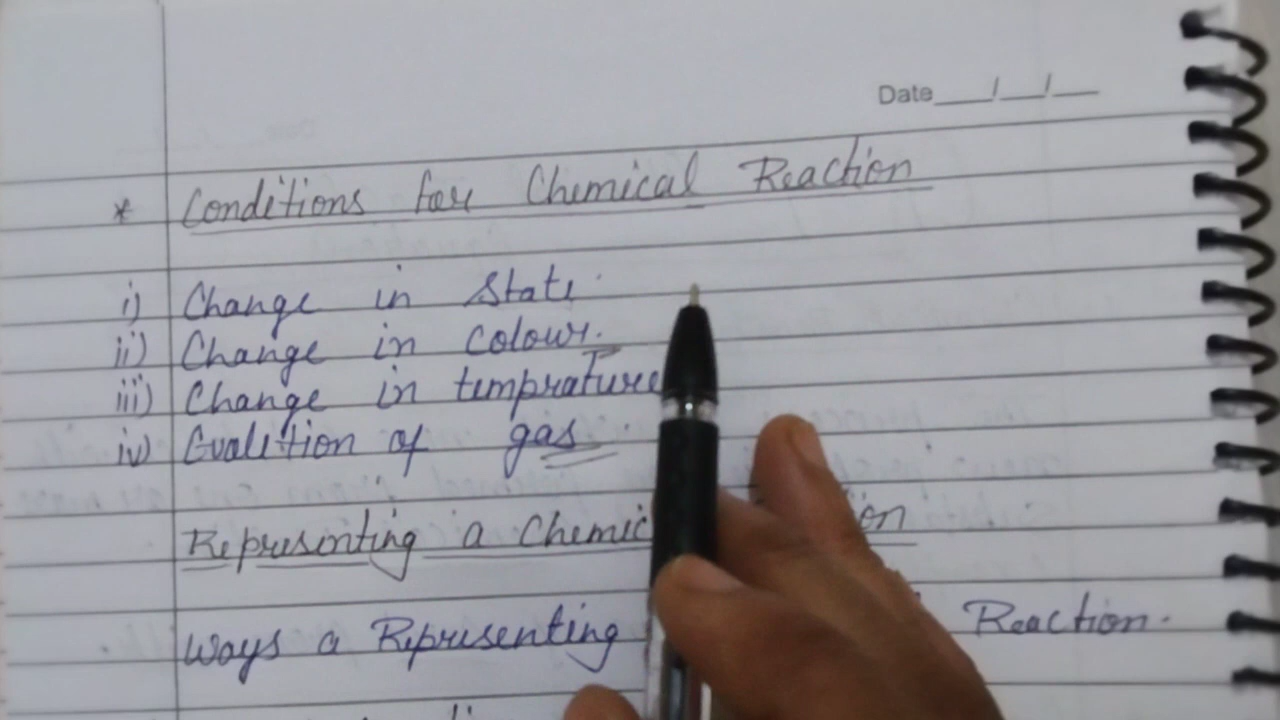 Date
* Conditions for Chemical Reaction
i) Change in State.
ii) Change in colour.
iii) Change in temprature
iv) Evalition of gas
Representing a
Ways a Representing Reaction.